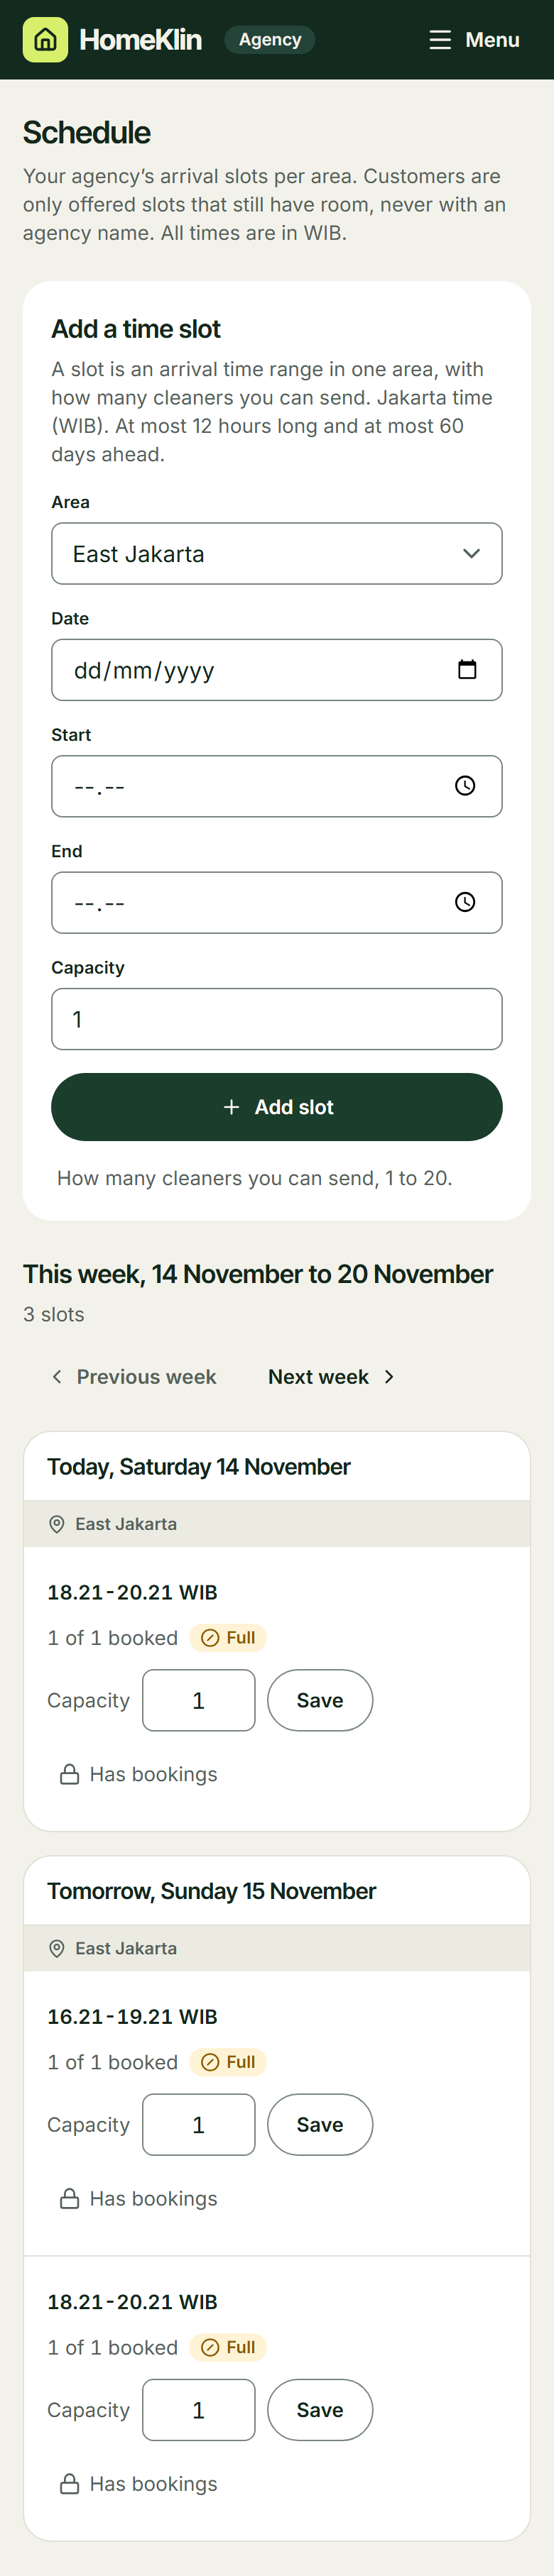 HomeKlin
Agency
Menu
Schedule
Your agency’s arrival slots per area. Customers are
only offered slots that still have room, never with an
agency name. All times are in WIB.
Add a time slot
A slot is an arrival time range in one area, with
how many cleaners you can send. Jakarta time
(WIB). At most 12 hours long and at most 60
days ahead.
Area
East Jakarta
Date
dd/mm/yyyy
Start
--.--
End
--.--
Capacity
1
Add slot
How many cleaners you can send, 1 to 20.
This week, 14 November to 20 November
3 slots
Previous week
Next week
Today, Saturday 14 November
East Jakarta
18.21-20.21 WIB
1 of 1 booked
Full
Capacity
1
Save
Has bookings
Tomorrow, Sunday 15 November
East Jakarta
16.21-19.21 WIB
1 of 1 booked
Full
Capacity
1
Save
Has bookings
18.21-20.21 WIB
1 of 1 booked
Full
Capacity
1
Save
Has bookings